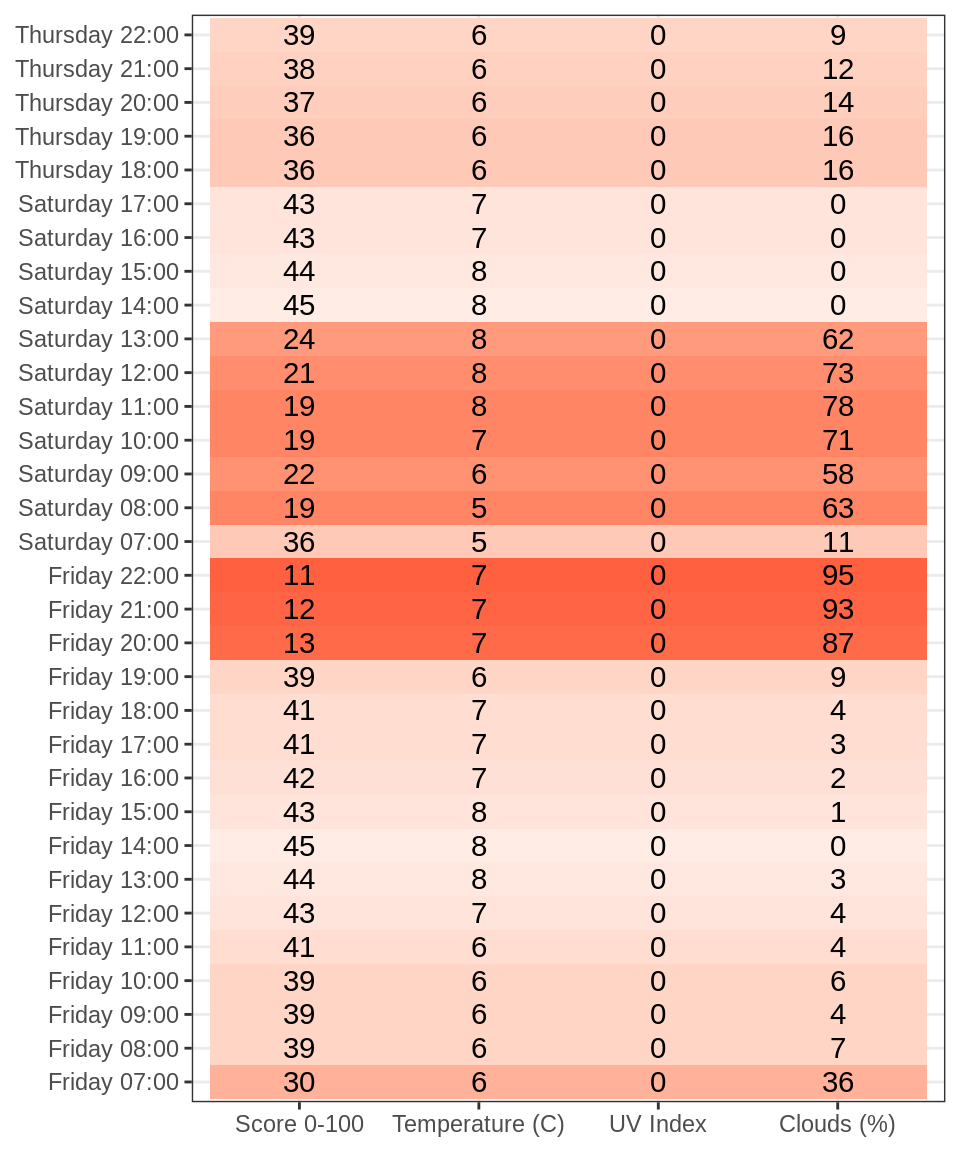 Thursday 22:00 39 6 0 9
Thursday 21:00 38 6 0 12
Thursday 20:00 37 6 0 14
Thursday 19:00 36 6 0 16
Thursday 18:00 36 6 0 16
Saturday 17:00 43 7 0 0
Saturday 16:00 43 7 0 0
Saturday 15:00 44 8 0 0
Saturday 14:00 45 8 0 0
Saturday 13:00 24 8 0 62
Saturday 12:00 21 8 0 73
Saturday 11:00 19 8 0 78
Saturday 10:00 19 7 0 71
Saturday 09:00 22 6 0 58
Saturday 08:00 19 5 0 63
Saturday 07:00 36 5 0 11
Friday 22:00 11 7 0 95
Friday 21:00 12 7 0 93
Friday 20:00 13 7 0 87
Friday 19:00 39 6 0 9
Friday 18:00 41 7 0 4
Friday 17:00 41 7 0 3
Friday 16:00 42 7 0 2
Friday 15:00 43 8 0 1
Friday 14:00 45 8 0 0
Friday 13:00 44 8 0 3
Friday 12:00 43 7 0 4
Friday 11:00 41 6 0 4
Friday 10:00 39 6 0 6
Friday 09:00 39 6 0 4
Friday 08:00 39 6 0 7
Friday 07:00 30 6 0 36
Score 0-100 Temperature (C) UV Index Clouds (%)